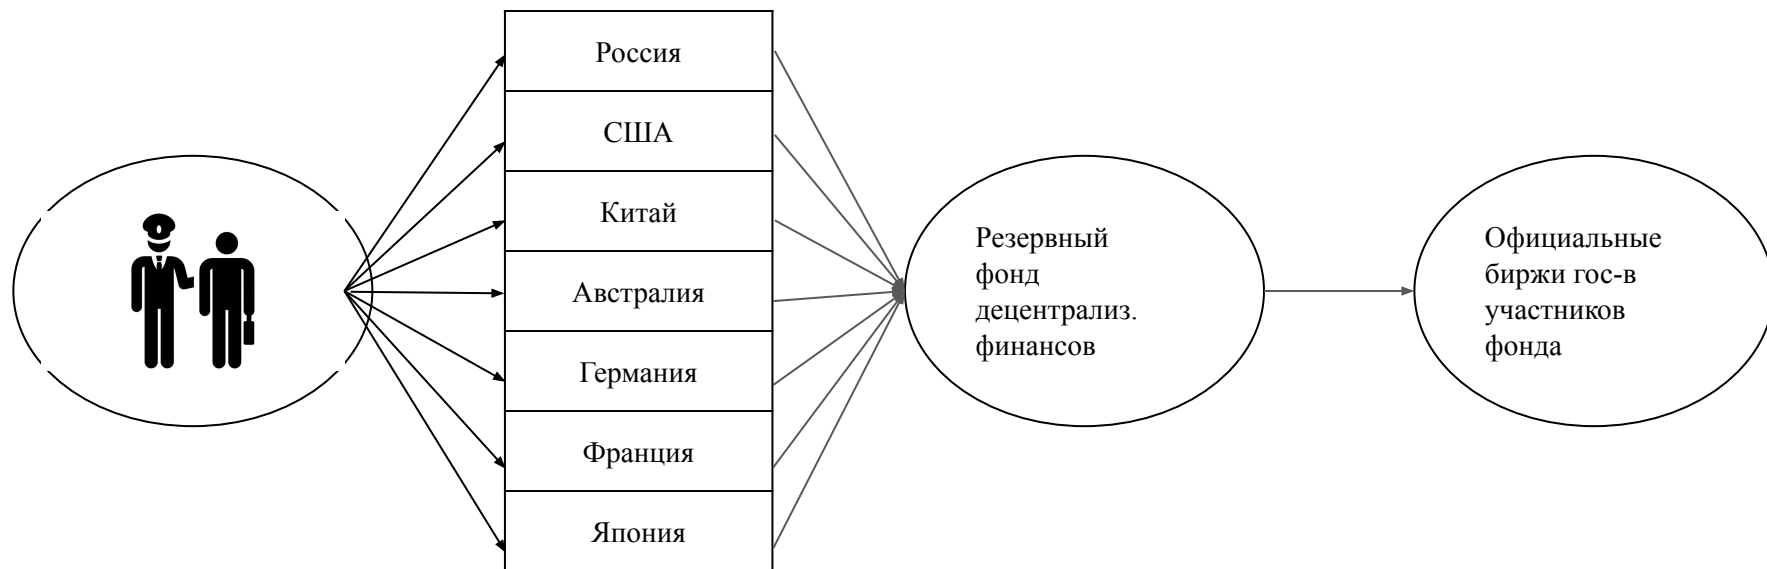 Россия
США
Китай
Австралия
Германия
Франция
Япония
Резервный
фонд
децентрализ.
финансов
Официальные
биржи гос-в
участников
фонда